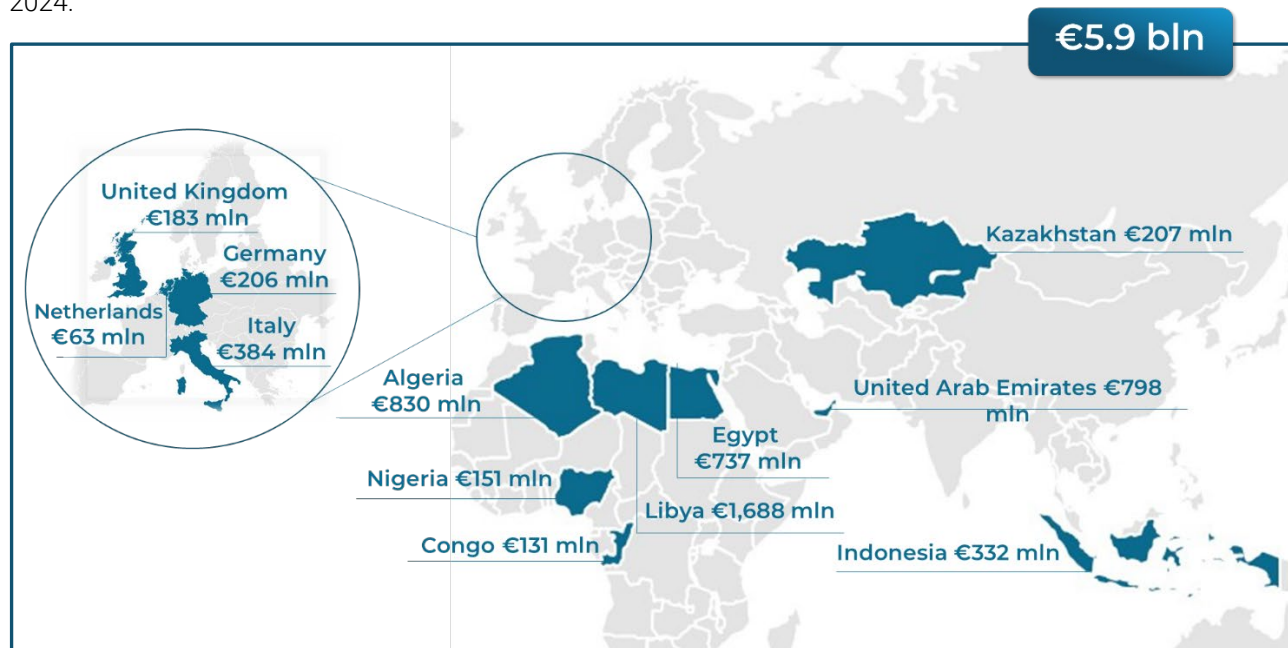 2024.
€5.9 bln
United Kingdom
€183 mln
Germany
€206 mln
Netherlands
€63 mln
Italy
€384 mln
Kazakhstan €207 mln
Algeria
€830 mln
United Arab Emirates €798
mln
Egypt
€737 mln
Nigeria €151 mln
Libya €1,688 mln
Congo €131 mln
Indonesia €332 mln